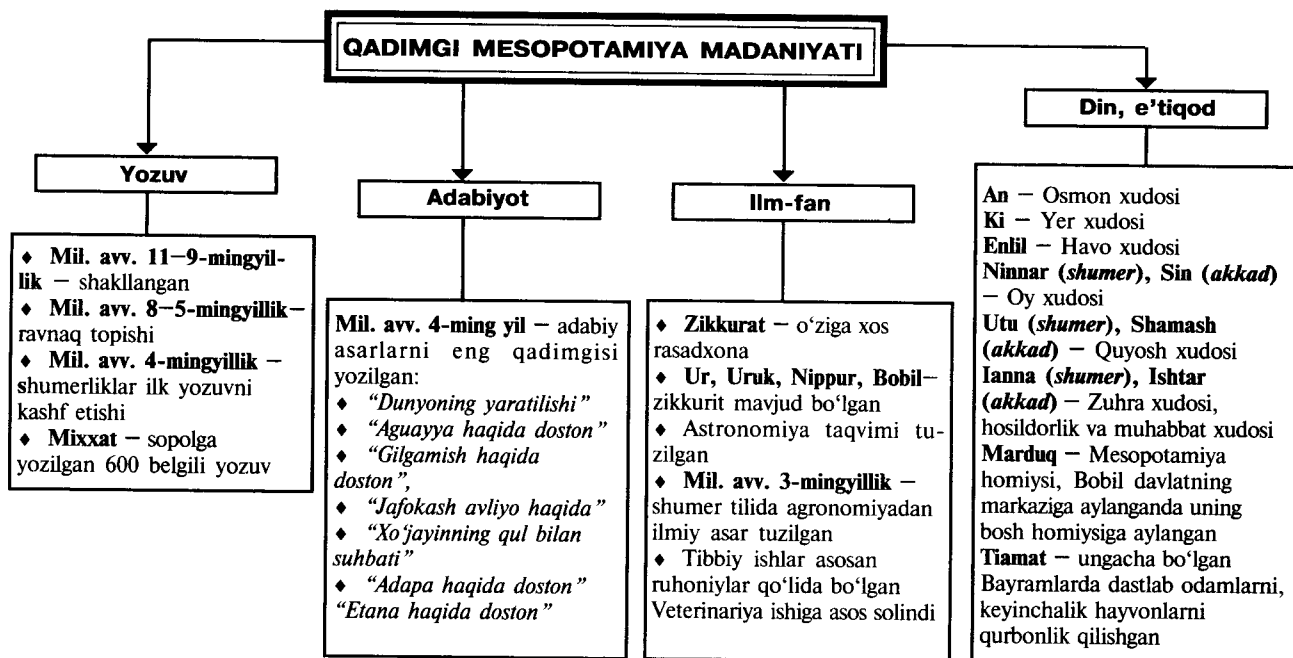 QADIMGI MESOPOTAMIYA MADANIYATI
Yozuv
♦ Mil. avv. 11—9-mingyil-
lik — shakllangan
♦ Mil. avv. 8—5-mingyillik—
ravnaq topishi
♦ Mil. avv. 4-mingyillik —
shumerliklar ilk yozuvni
kashf etishi
♦ Mixxat — sopolga
yozilgan 600 belgili yozuv
Adabiyot
Mil. avv. 4-ming yil — adabiy
asarlarni eng qadimgisi
yozilgan:
♦ “Dunyoning yaratilishi”
♦ “Aguayya haqida doston”
♦ “Gilgamish haqida
doston”,
♦ “Jafokash avliyo haqida”
♦ “Xo‘jayinning qul bilan
suhbati”
♦ “Adapa haqida doston”
“Etana haqida doston”
Ilm-fan
♦ Zikkurat — o‘ziga xos
rasadxona
♦ Ur, Uruk, Nippur, Bobil—
zikkurit mavjud bo‘lgan
♦ Astronomiya taqvimi tu-
zilgan
♦ Mil. avv. 3-mingyillik —
shumer tilida agronomiyadan
ilmiy asar tuzilgan
♦ Tibbiy ishlar asosan
ruhoniylar qo‘lida bo‘lgan
Veterinariya ishiga asos solindi
Din, e’tiqod
An — Osmon xudosi
Ki — Yer xudosi
Enlil — Havo xudosi
Ninnar (shumer), Sin (akkad)
— Oy xudosi
Utu (shumer), Shamash
(akkad) — Quyosh xudosi
Ianna (shumer), Ishtar
(akkad) — Zuhra xudosi,
hosildorlik va muhabbat xudosi
Marduq — Mesopotamiya
homiysi, Bobil davlatning
markaziga aylanganda uning
bosh homiysiga aylangan
Tiamat — ungacha bo‘lgan
Bayramlarda dastlab odamlarni,
keyinchalik hayvonlarni
qurbonlik qilishgan